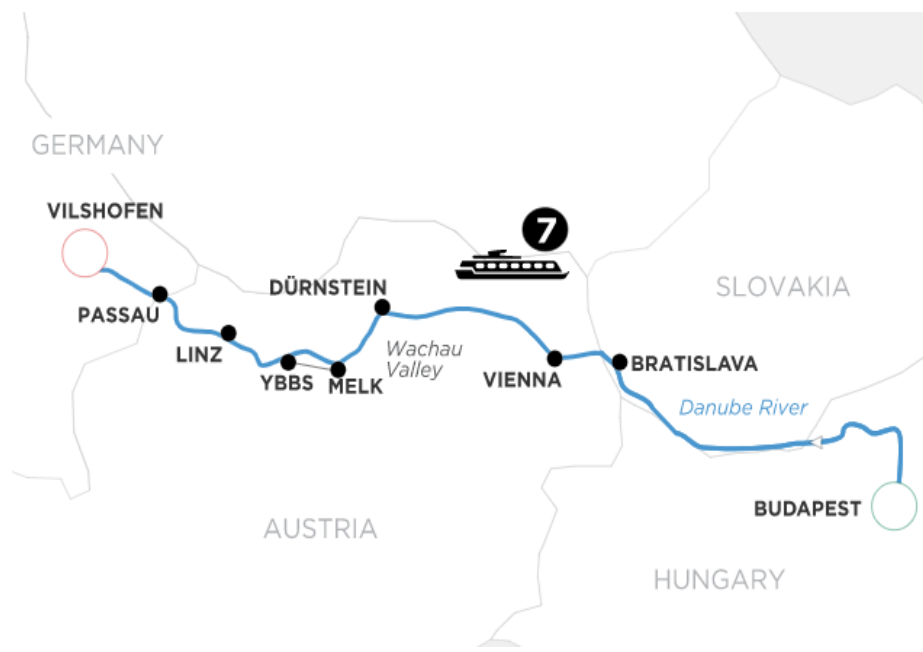 GERMANY
VILSHOFEN
7
DÜRNSTEIN
SLOVAKIA
PASSAU
LINZ
Wachau
Valley
YBBS
MELK
VIENNA
BRATISLAVA
Danube River
BUDAPEST
AUSTRIA
HUNGARY